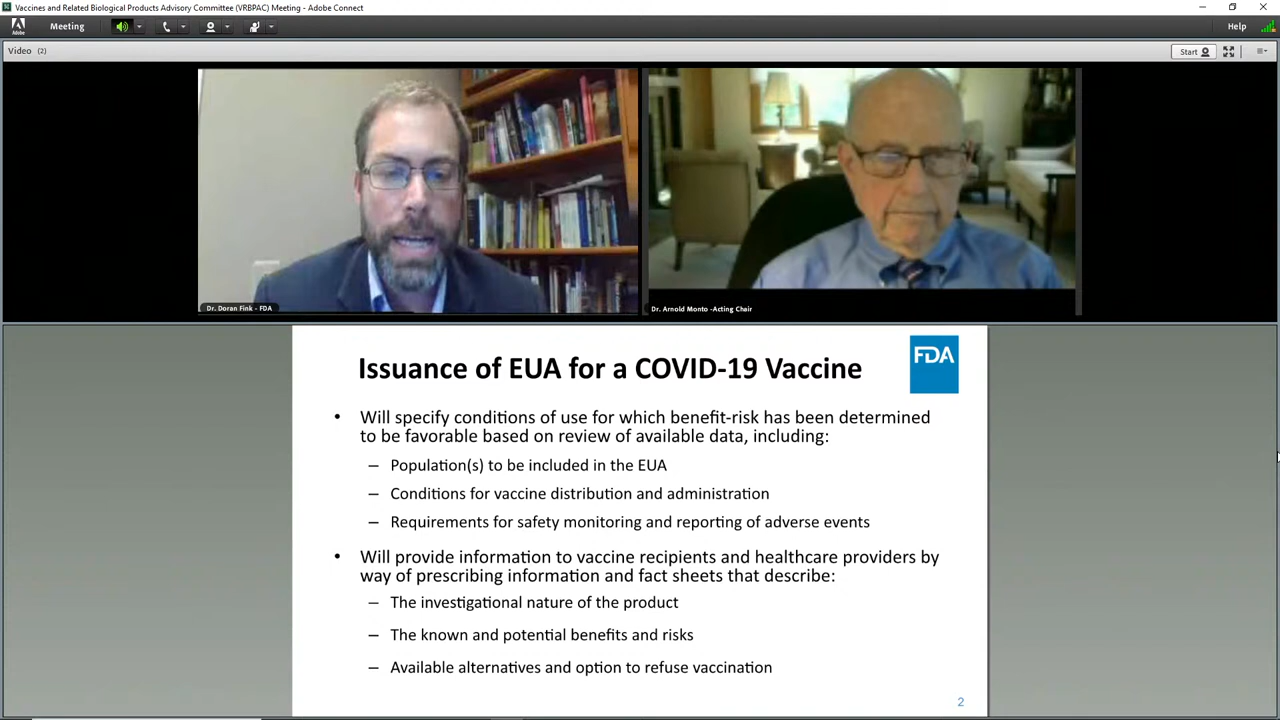 Vaccines and Related Biological Products Advisory Committee (VRBPAC) Meeting - Adobe Connect
Meeting
Help
Video (2)
Start
Dr. Doran Fink - FDA
Dr. Arnold Monto -Acting Chair
Issuance of EUA for a COVID-19 Vaccine
FDA
• Will specify conditions of use for which benefit-risk has been determined
to be favorable based on review of available data, including:
– Population(s) to be included in the EUA
– Conditions for vaccine distribution and administration
– Requirements for safety monitoring and reporting of adverse events
• Will provide information to vaccine recipients and healthcare providers by
way of prescribing information and fact sheets that describe:
– The investigational nature of the product
– The known and potential benefits and risks
– Available alternatives and option to refuse vaccination
2